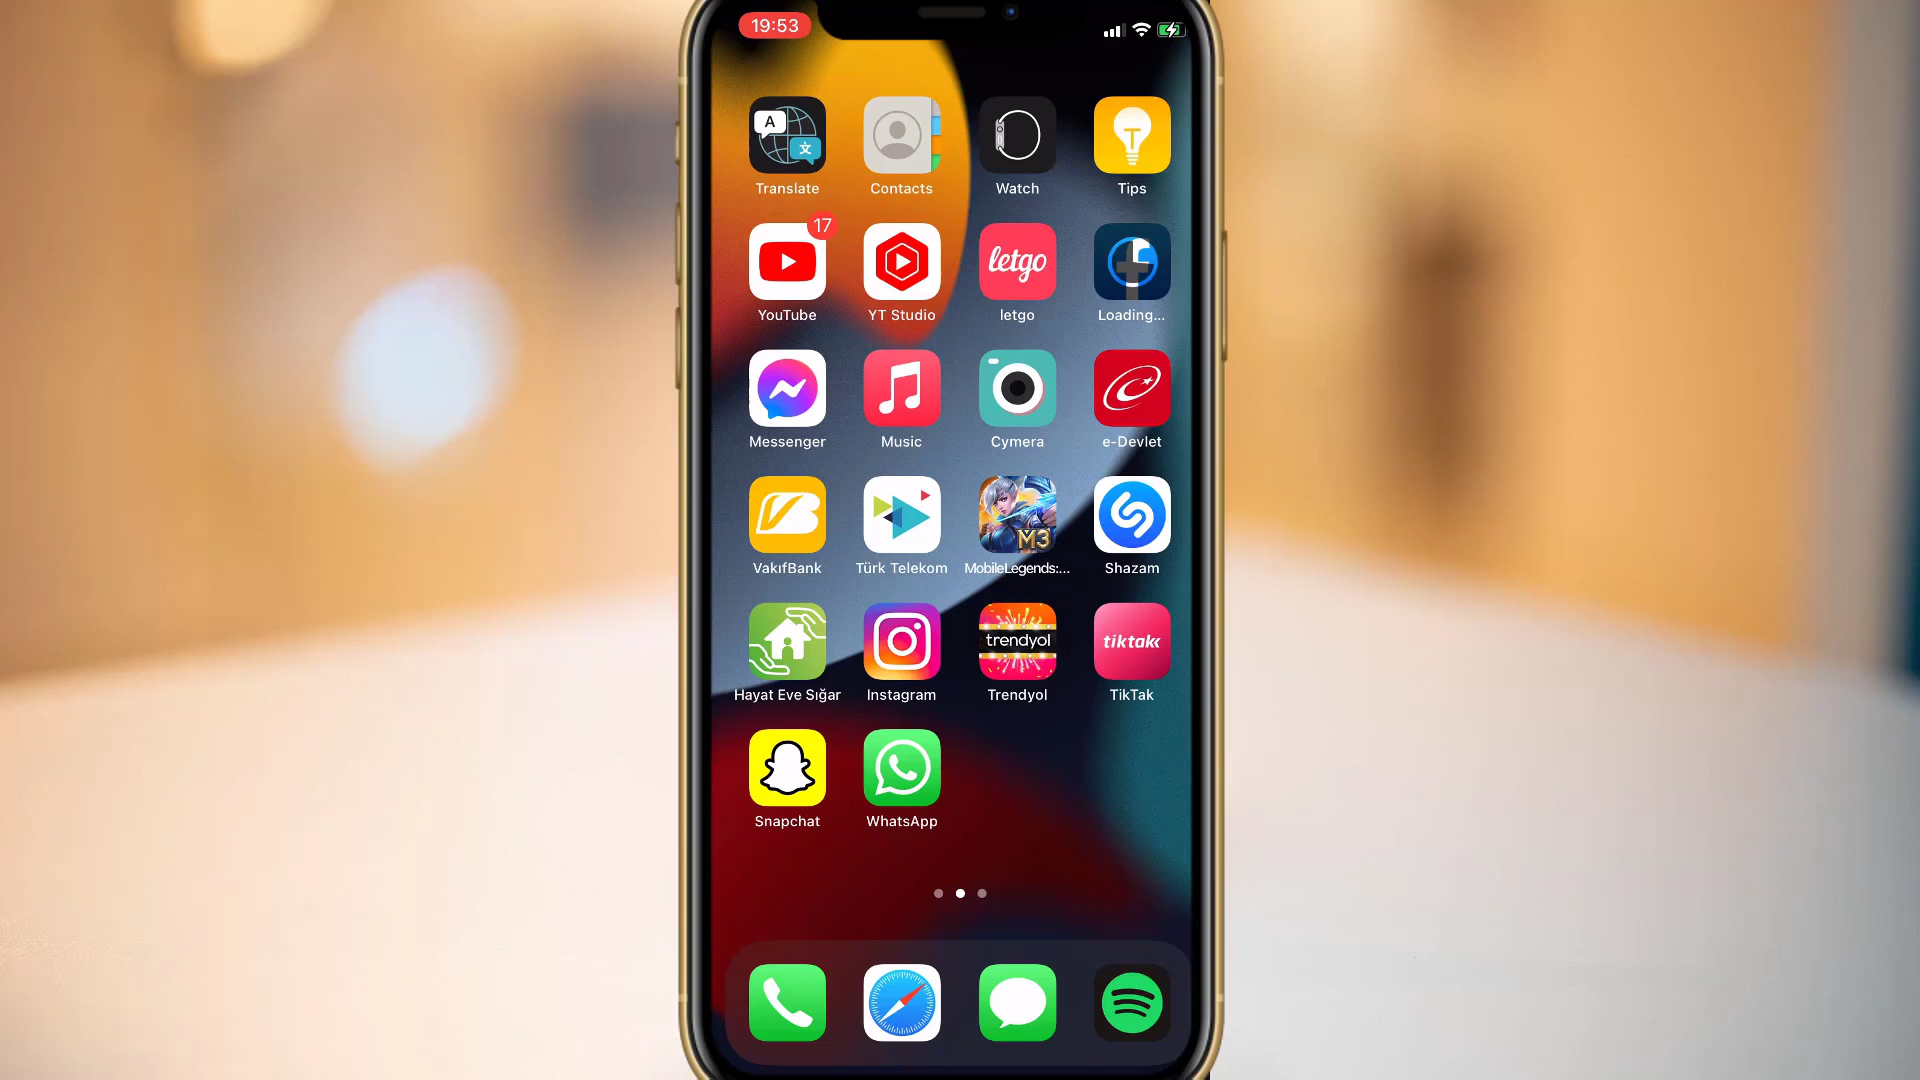 19:53
A
文
Translate
Contacts
Watch
Tips
17
YouTube
YT Studio
letgo
letgo
Loading...
Messenger
Music
Cymera
e-Devlet
M3
VakıfBank
Türk Telekom
MobileLegends:...
Shazam
trendyol
tiktak
Hayat Eve Sığar
Instagram
Trendyol
TikTak
Snapchat
WhatsApp